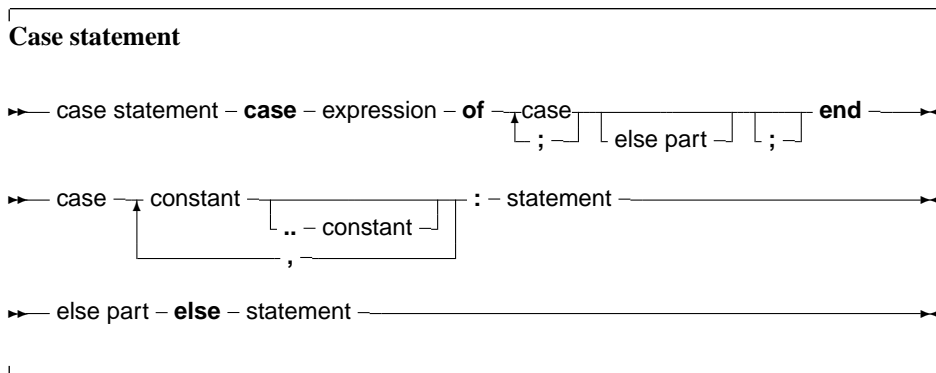 Case statement
case statement case expression of case else part ; end
;
case constant .. constant : statement
,
else part else statement